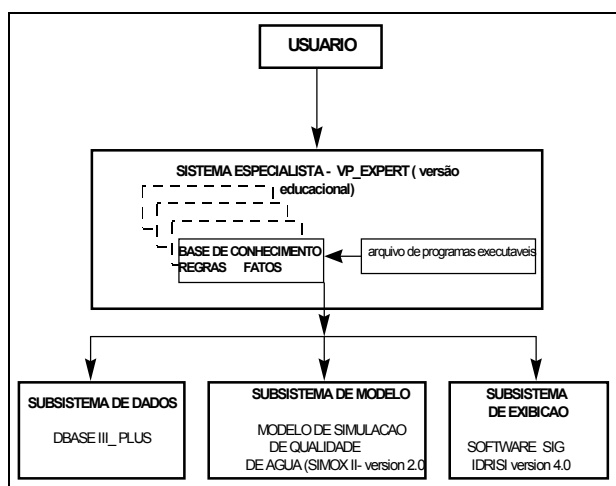 USUARIO
SISTEMA ESPECIALISTA - VP_EXPERT ( versão
educacional)
BASE DE CONHECIMENTO
REGRAS FATOS
arquivo de programas executaveis
SUBSISTEMA DE DADOS
DBASE III_ PLUS
SUBSISTEMA DE MODELO
MODELO DE SIMULACAO
DE QUALIDADE
DE AGUA (SIMOX II- version 2.0
SUBSISTEMA
DE EXIBICAO
SOFTWARE SIG
IDRISI version 4.0